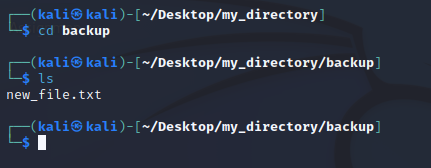 ┌──(kali㉿kali)-[~/Desktop/my_directory]
└─$ cd backup
┌──(kali㉿kali)-[~/Desktop/my_directory/backup]
└─$ ls
new_file.txt
┌──(kali㉿kali)-[~/Desktop/my_directory/backup]
└─$